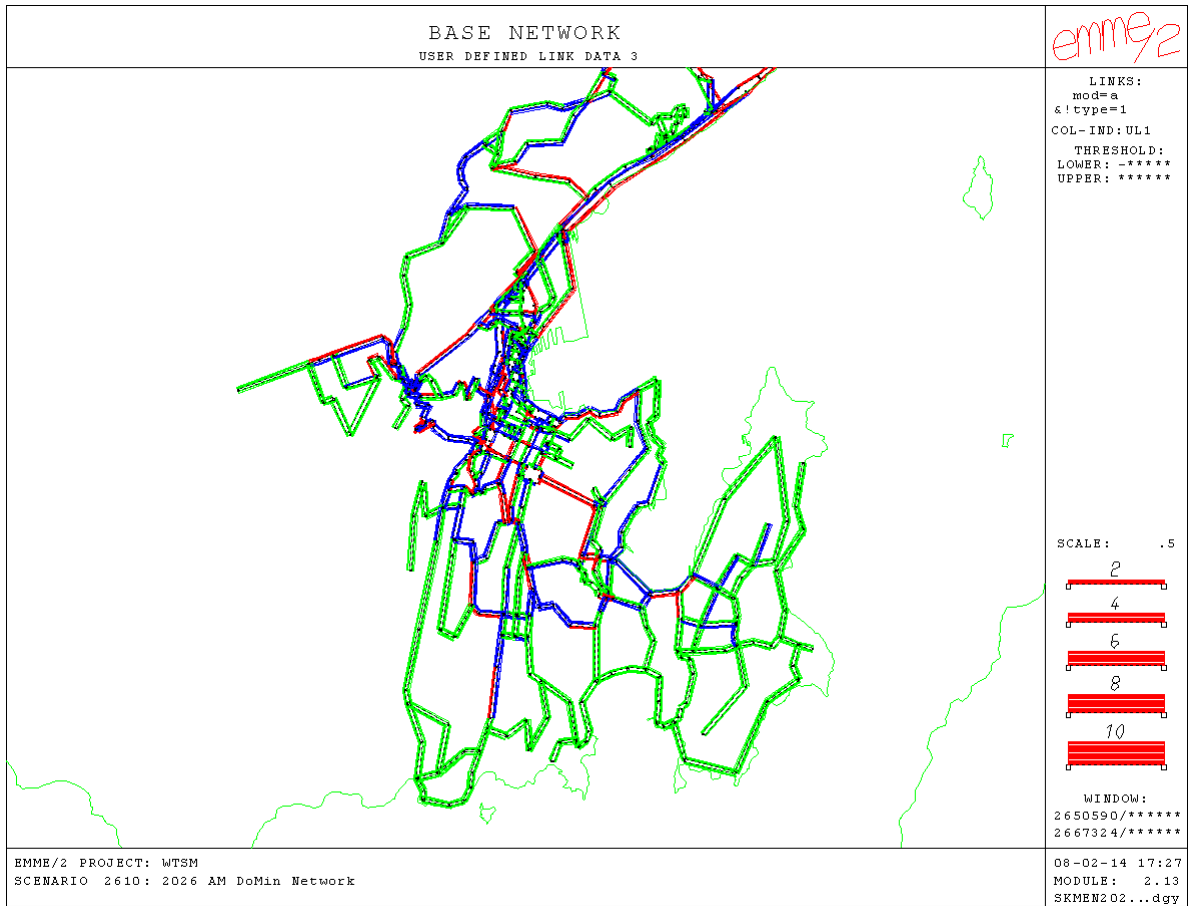 BASE NETWORK
USER DEFINED LINK DATA 3
emme/2
LINKS:
mod=a
&!type=1
COL-IND:UL1
THRESHOLD:
LOWER: -*****
UPPER: ******
SCALE: .5
2
4
6
8
10
WINDOW:
2650590/******
2667324/******
EMME/2 PROJECT: WTSM
SCENARIO 2610: 2026 AM DoMin Network
08-02-14 17:27
MODULE: 2.13
SKMEN202...dgy